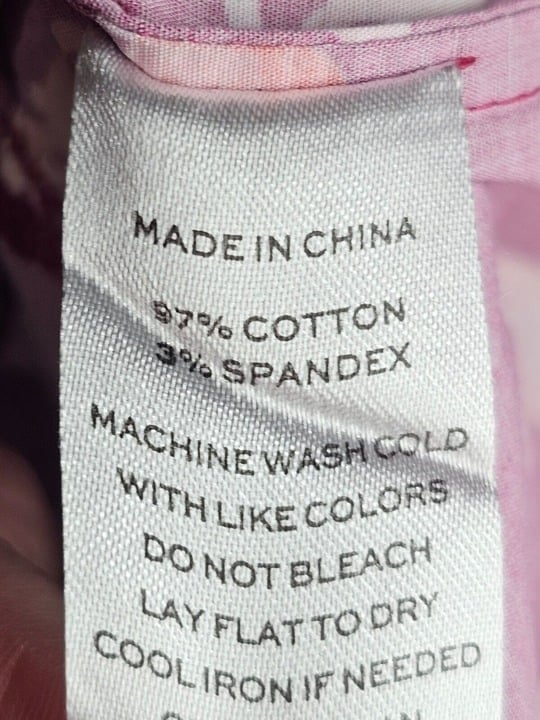 MADE IN CHINA
97% COTTON
3% SPANDEX
MACHINE WASH COLD
WITH LIKE COLORS
DO NOT BLEACH
LAY FLAT TO DRY
COOL IRON IF NEEDED